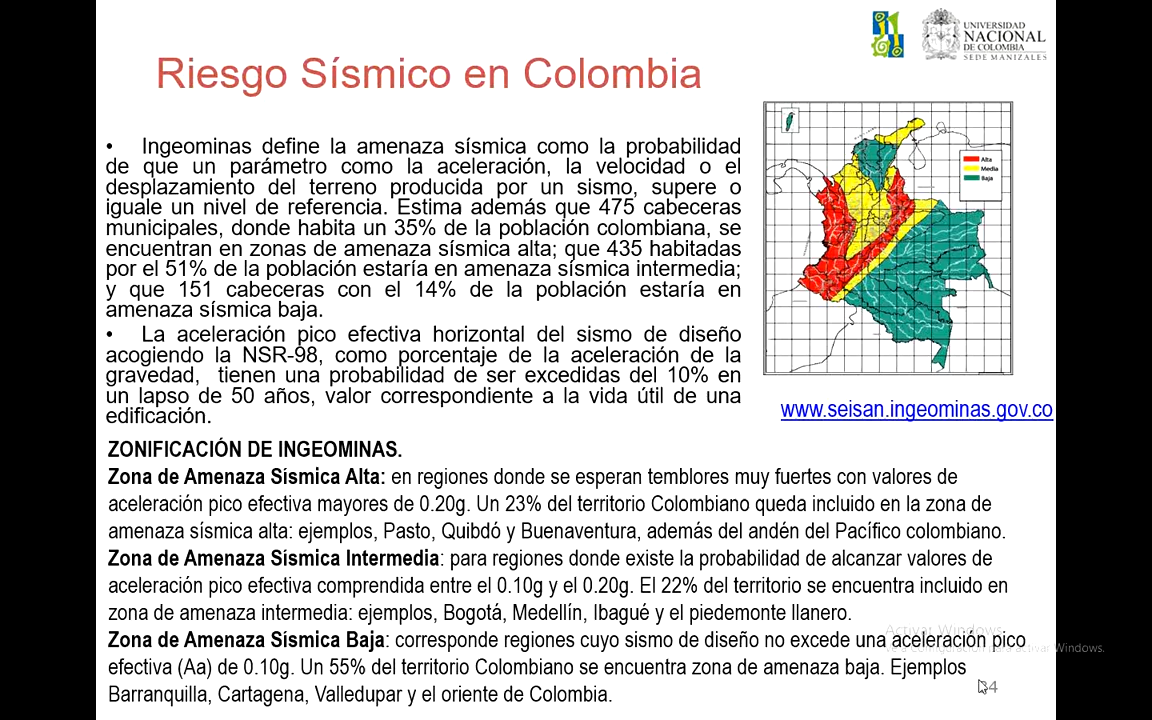 UNIVERSIDAD
NACIONAL
DE COLOMBIA
SEDE MANIZALES
Riesgo Sísmico en Colombia
• Ingeominas define la amenaza sísmica como la probabilidad
de que un parámetro como la aceleración, la velocidad o el
desplazamiento del terreno producida por un sismo, supere o
iguale un nivel de referencia. Estima además que 475 cabeceras
municipales, donde habita un 35% de la población colombiana, se
encuentran en zonas de amenaza sísmica alta; que 435 habitadas
por el 51% de la población estaría en amenaza sísmica intermedia;
y que 151 cabeceras con el 14% de la población estaría en
amenaza sísmica baja.
• La aceleración pico efectiva horizontal del sismo de diseño
acogiendo la NSR-98, como porcentaje de la aceleración de la
gravedad, tienen una probabilidad de ser excedidas del 10% en
un lapso de 50 años, valor correspondiente a la vida útil de una
edificación.
Alta
Media
Baja
www.seisan.ingeominas.gov.co
ZONIFICACIÓN DE INGEOMINAS.
Zona de Amenaza Sísmica Alta: en regiones donde se esperan temblores muy fuertes con valores de
aceleración pico efectiva mayores de 0.20g. Un 23% del territorio Colombiano queda incluido en la zona de
amenaza sísmica alta: ejemplos, Pasto, Quibdó y Buenaventura, además del andén del Pacífico colombiano.
Zona de Amenaza Sísmica Intermedia: para regiones donde existe la probabilidad de alcanzar valores de
aceleración pico efectiva comprendida entre el 0.10g y el 0.20g. El 22% del territorio se encuentra incluido en
zona de amenaza intermedia: ejemplos, Bogotá, Medellín, Ibagué y el piedemonte llanero.
Zona de Amenaza Sísmica Baja: corresponde regiones cuyo sismo de diseño no excede una aceleración pico
efectiva (Aa) de 0.10g. Un 55% del territorio Colombiano se encuentra zona de amenaza baja. Ejemplos
Barranquilla, Cartagena, Valledupar y el oriente de Colombia.
Activar Windows
Ve a Configuración para activar Windows.